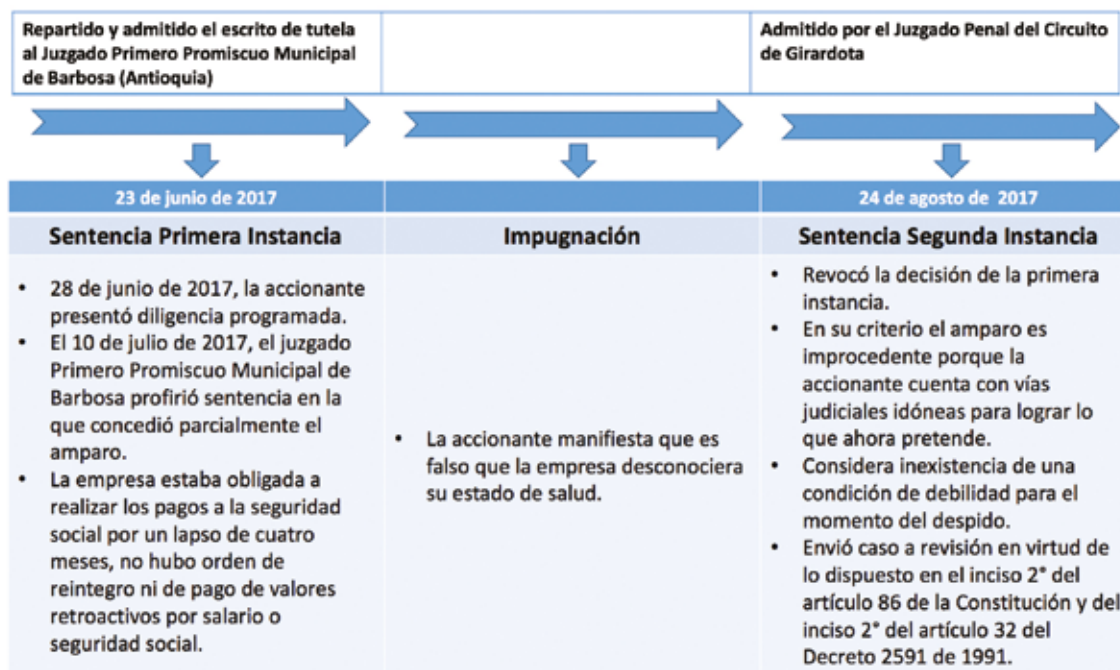 Repartido y admitido el escrito de tutela
al Juzgado Primero Promiscuo Municipal
de Barbosa (Antioquia)
Admitido por el Juzgado Penal del Circuito
de Girardota
23 de junio de 2017
24 de agosto de 2017
Sentencia Primera Instancia
Impugnación
Sentencia Segunda Instancia
• 28 de junio de 2017, la accionante
presentó diligencia programada.
• El 10 de julio de 2017, el juzgado
Primero Promiscuo Municipal de
Barbosa profirió sentencia en la
que concedió parcialmente el
amparo.
• La empresa estaba obligada a
realizar los pagos a la seguridad
social por un lapso de cuatro
meses, no hubo orden de
reintegro ni de pago de valores
retroactivos por salario o
seguridad social.
• La accionante manifiesta que es
falso que la empresa desconociera
su estado de salud.
• Revocó la decisión de la primera
instancia.
• En su criterio el amparo es
improcedente porque la
accionante cuenta con vías
judiciales idóneas para lograr lo
que ahora pretende.
• Considera inexistencia de una
condición de debilidad para el
momento del despido.
• Envió caso a revisión en virtud de
lo dispuesto en el inciso 2° del
artículo 86 de la Constitución y del
inciso 2° del artículo 32 del
Decreto 2591 de 1991.